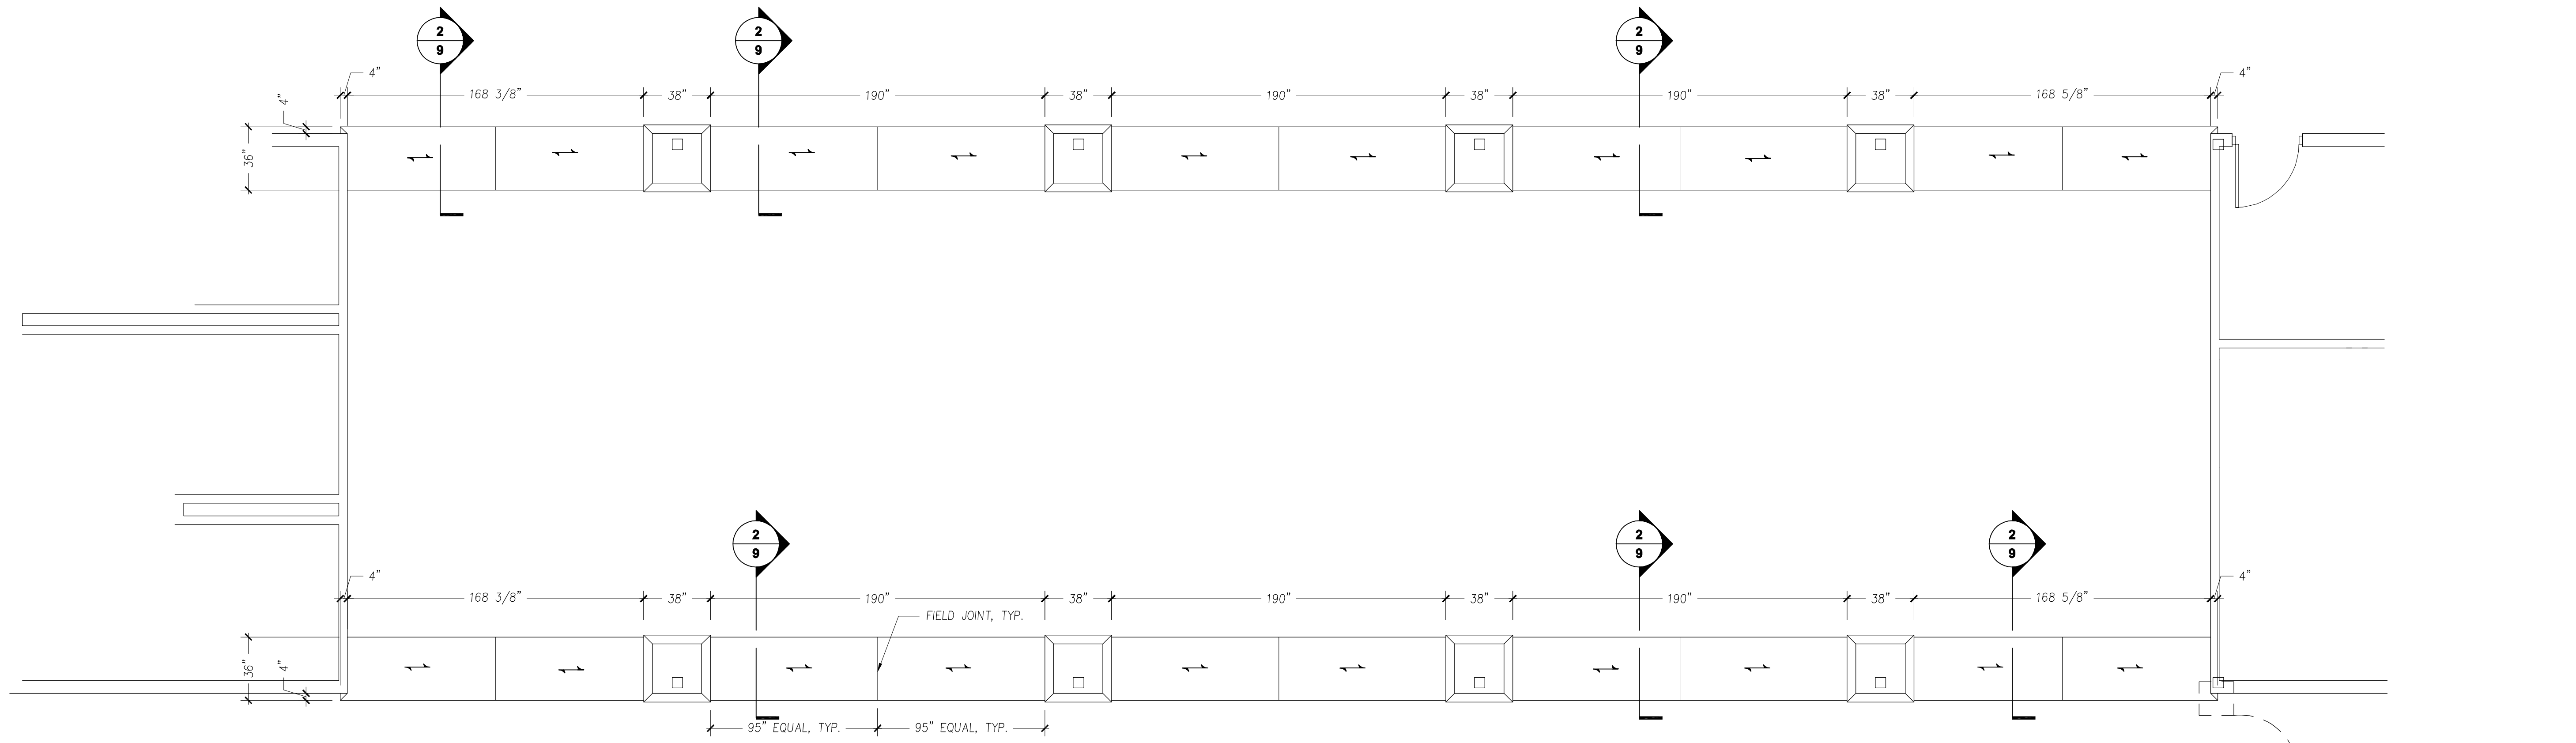 2 2 2
9 9 9
4" 4"
4" 168 3/8" 38" 190" 38" 190" 38" 190" 38" 168 5/8"
36"
2 2 2
9 9 9
4" 4"
168 3/8" 38" 190" 38" 190" 38" 190" 38" 168 5/8"
FIELD JOINT, TYP.
36" 4"
95" EQUAL, TYP. 95" EQUAL, TYP.